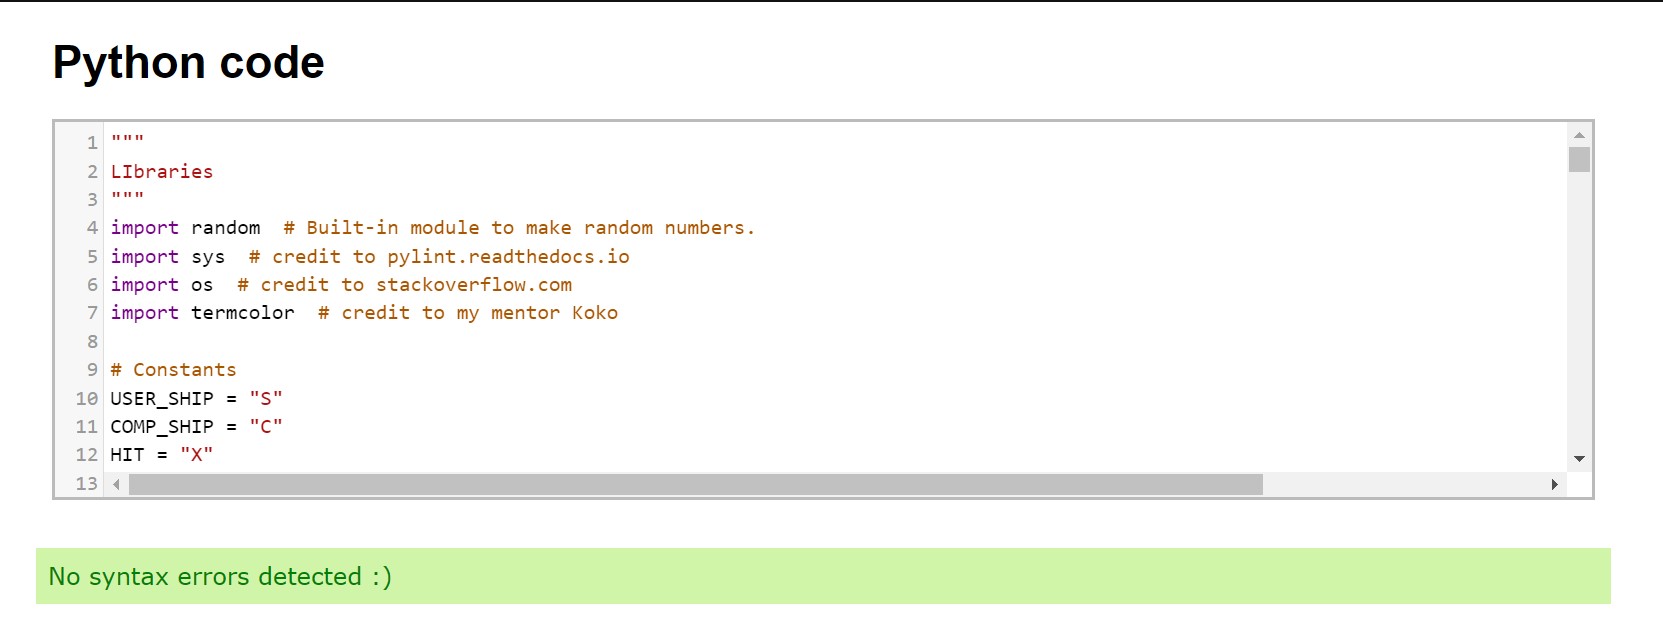 Python code
1 """
2 LIbraries
3 """
4 import random  # Built-in module to make random numbers.
5 import sys  # credit to pylint.readthedocs.io
6 import os  # credit to stackoverflow.com
7 import termcolor  # credit to my mentor Koko
8
9 # Constants
10 USER_SHIP = "S"
11 COMP_SHIP = "C"
12 HIT = "X"
13
No syntax errors detected :)